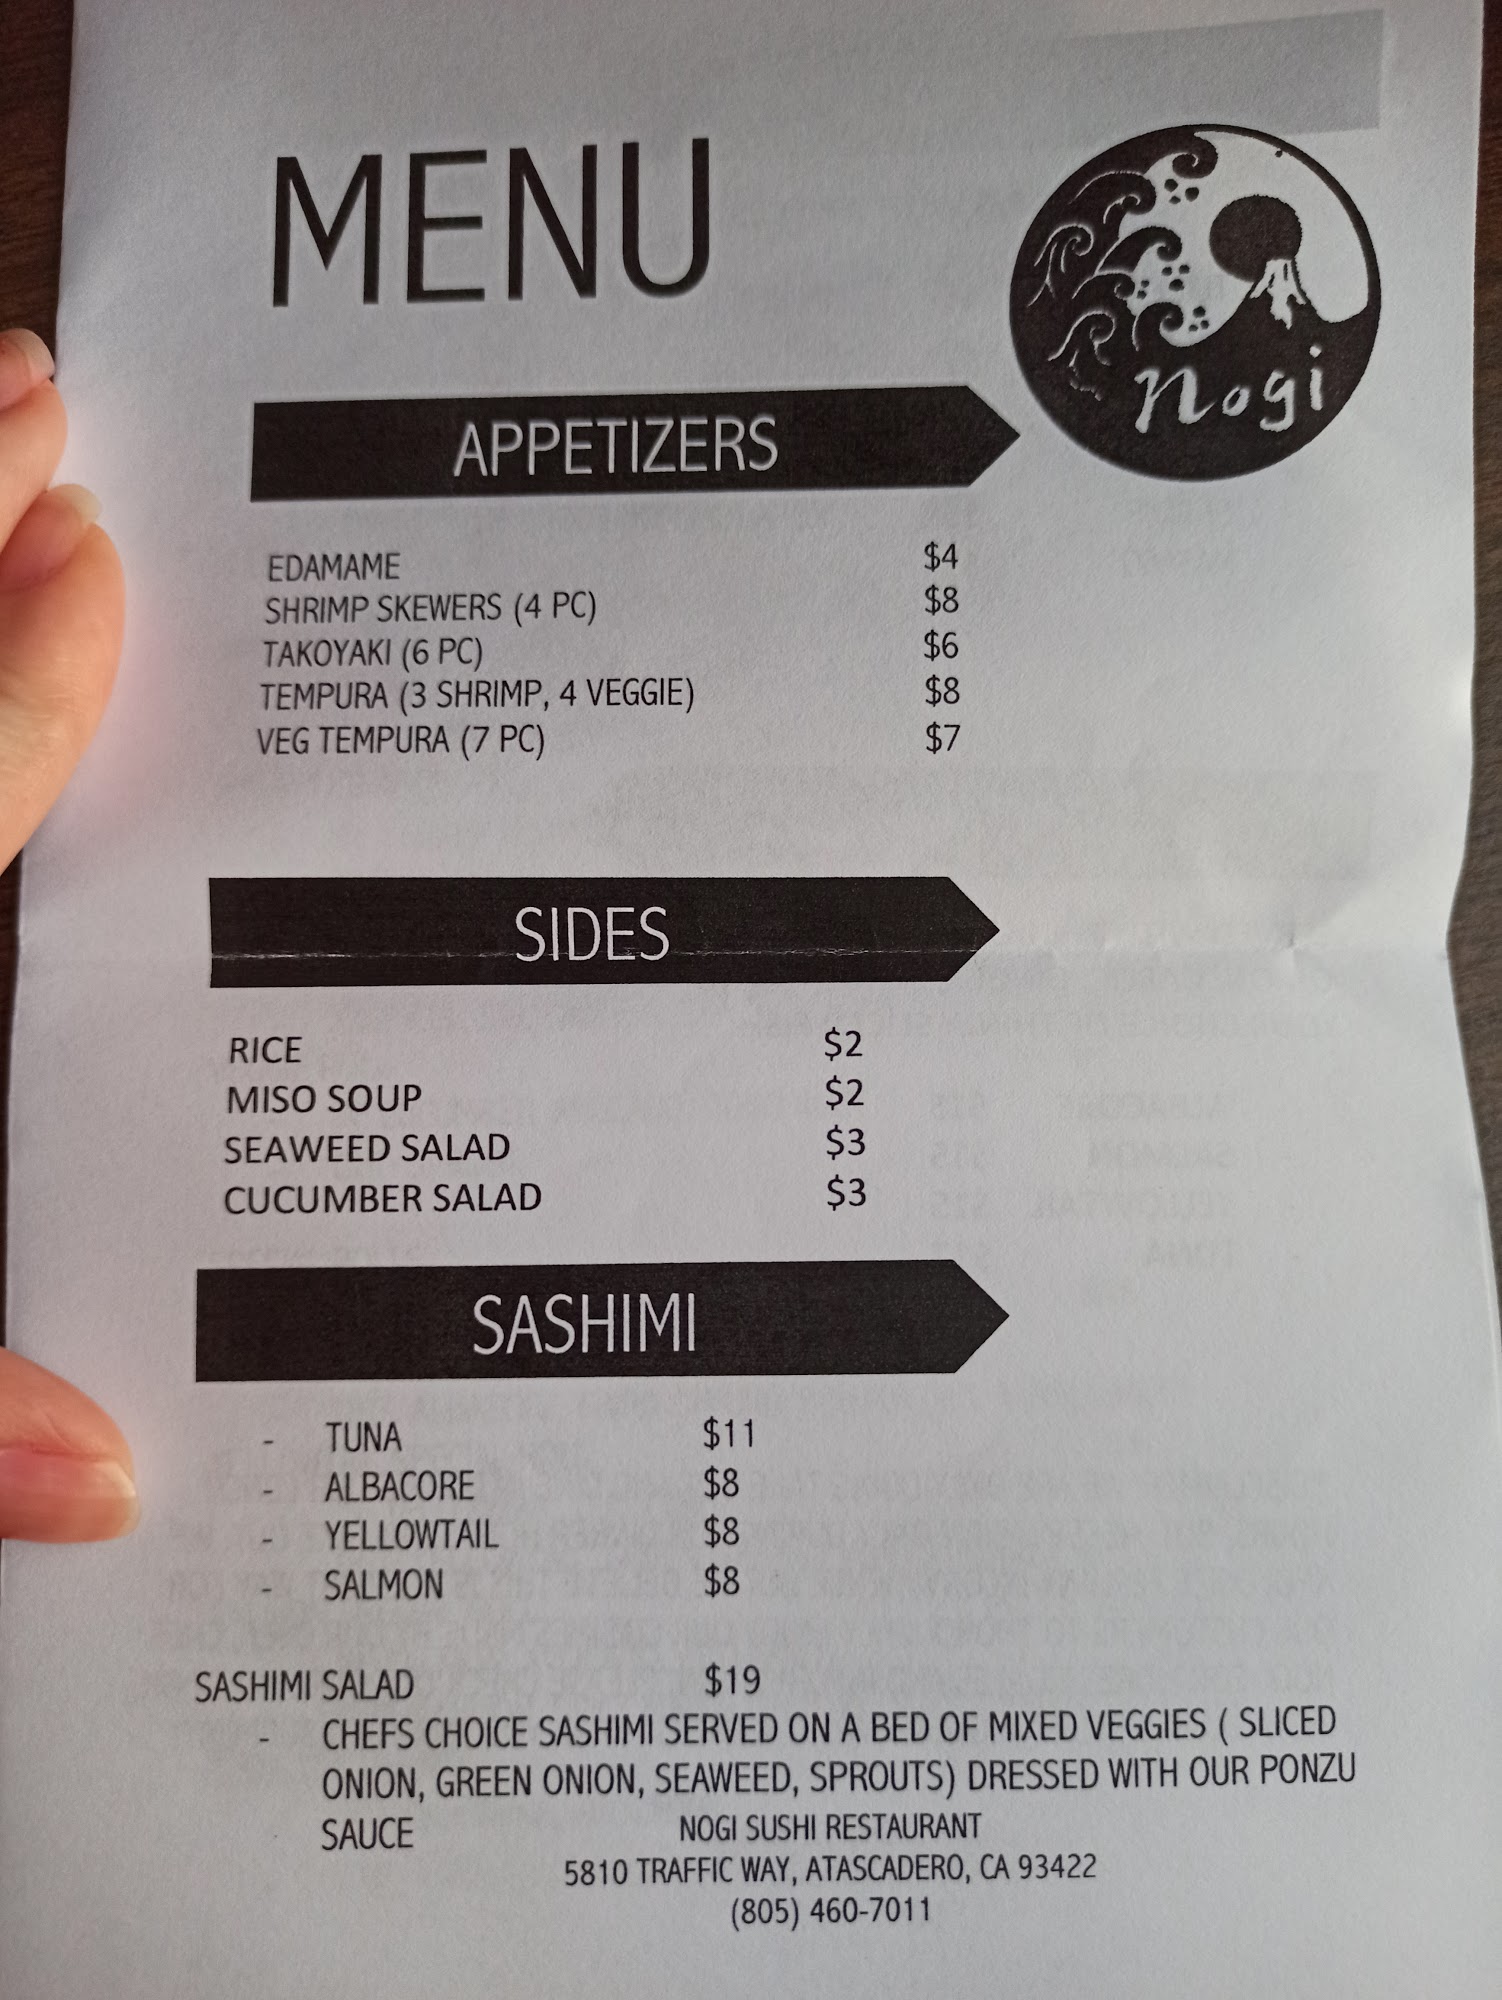 MENU
Nogi
APPETIZERS
EDAMAME $4
SHRIMP SKEWERS (4 PC) $8
TAKOYAKI (6 PC) $6
TEMPURA (3 SHRIMP, 4 VEGGIE) $8
VEG TEMPURA (7 PC) $7
SIDES
RICE $2
MISO SOUP $2
SEAWEED SALAD $3
CUCUMBER SALAD $3
SASHIMI
- TUNA $11
- ALBACORE $8
- YELLOWTAIL $8
- SALMON $8
SASHIMI SALAD $19
- CHEFS CHOICE SASHIMI SERVED ON A BED OF MIXED VEGGIES ( SLICED
ONION, GREEN ONION, SEAWEED, SPROUTS) DRESSED WITH OUR PONZU
SAUCE
NOGI SUSHI RESTAURANT
5810 TRAFFIC WAY, ATASCADERO, CA 93422
(805) 460-7011